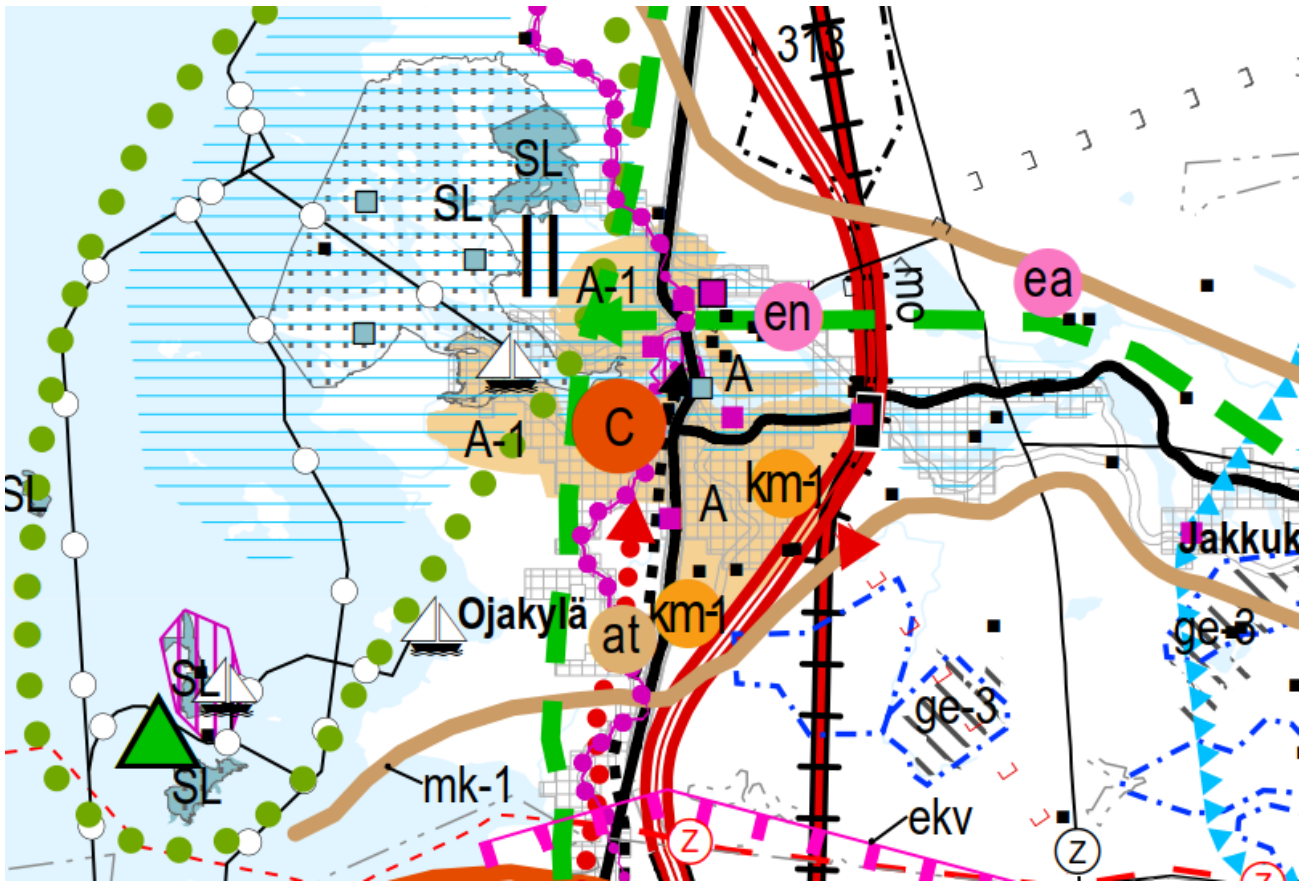 313
SL
SL
A-1
mo
ea
en
A
C
A-1
km-1
SL
A
Jakkuk
Ojakylä
km-1
at
ge-3
SL
ge-3
mk-1
SL
ekv
z
z
z